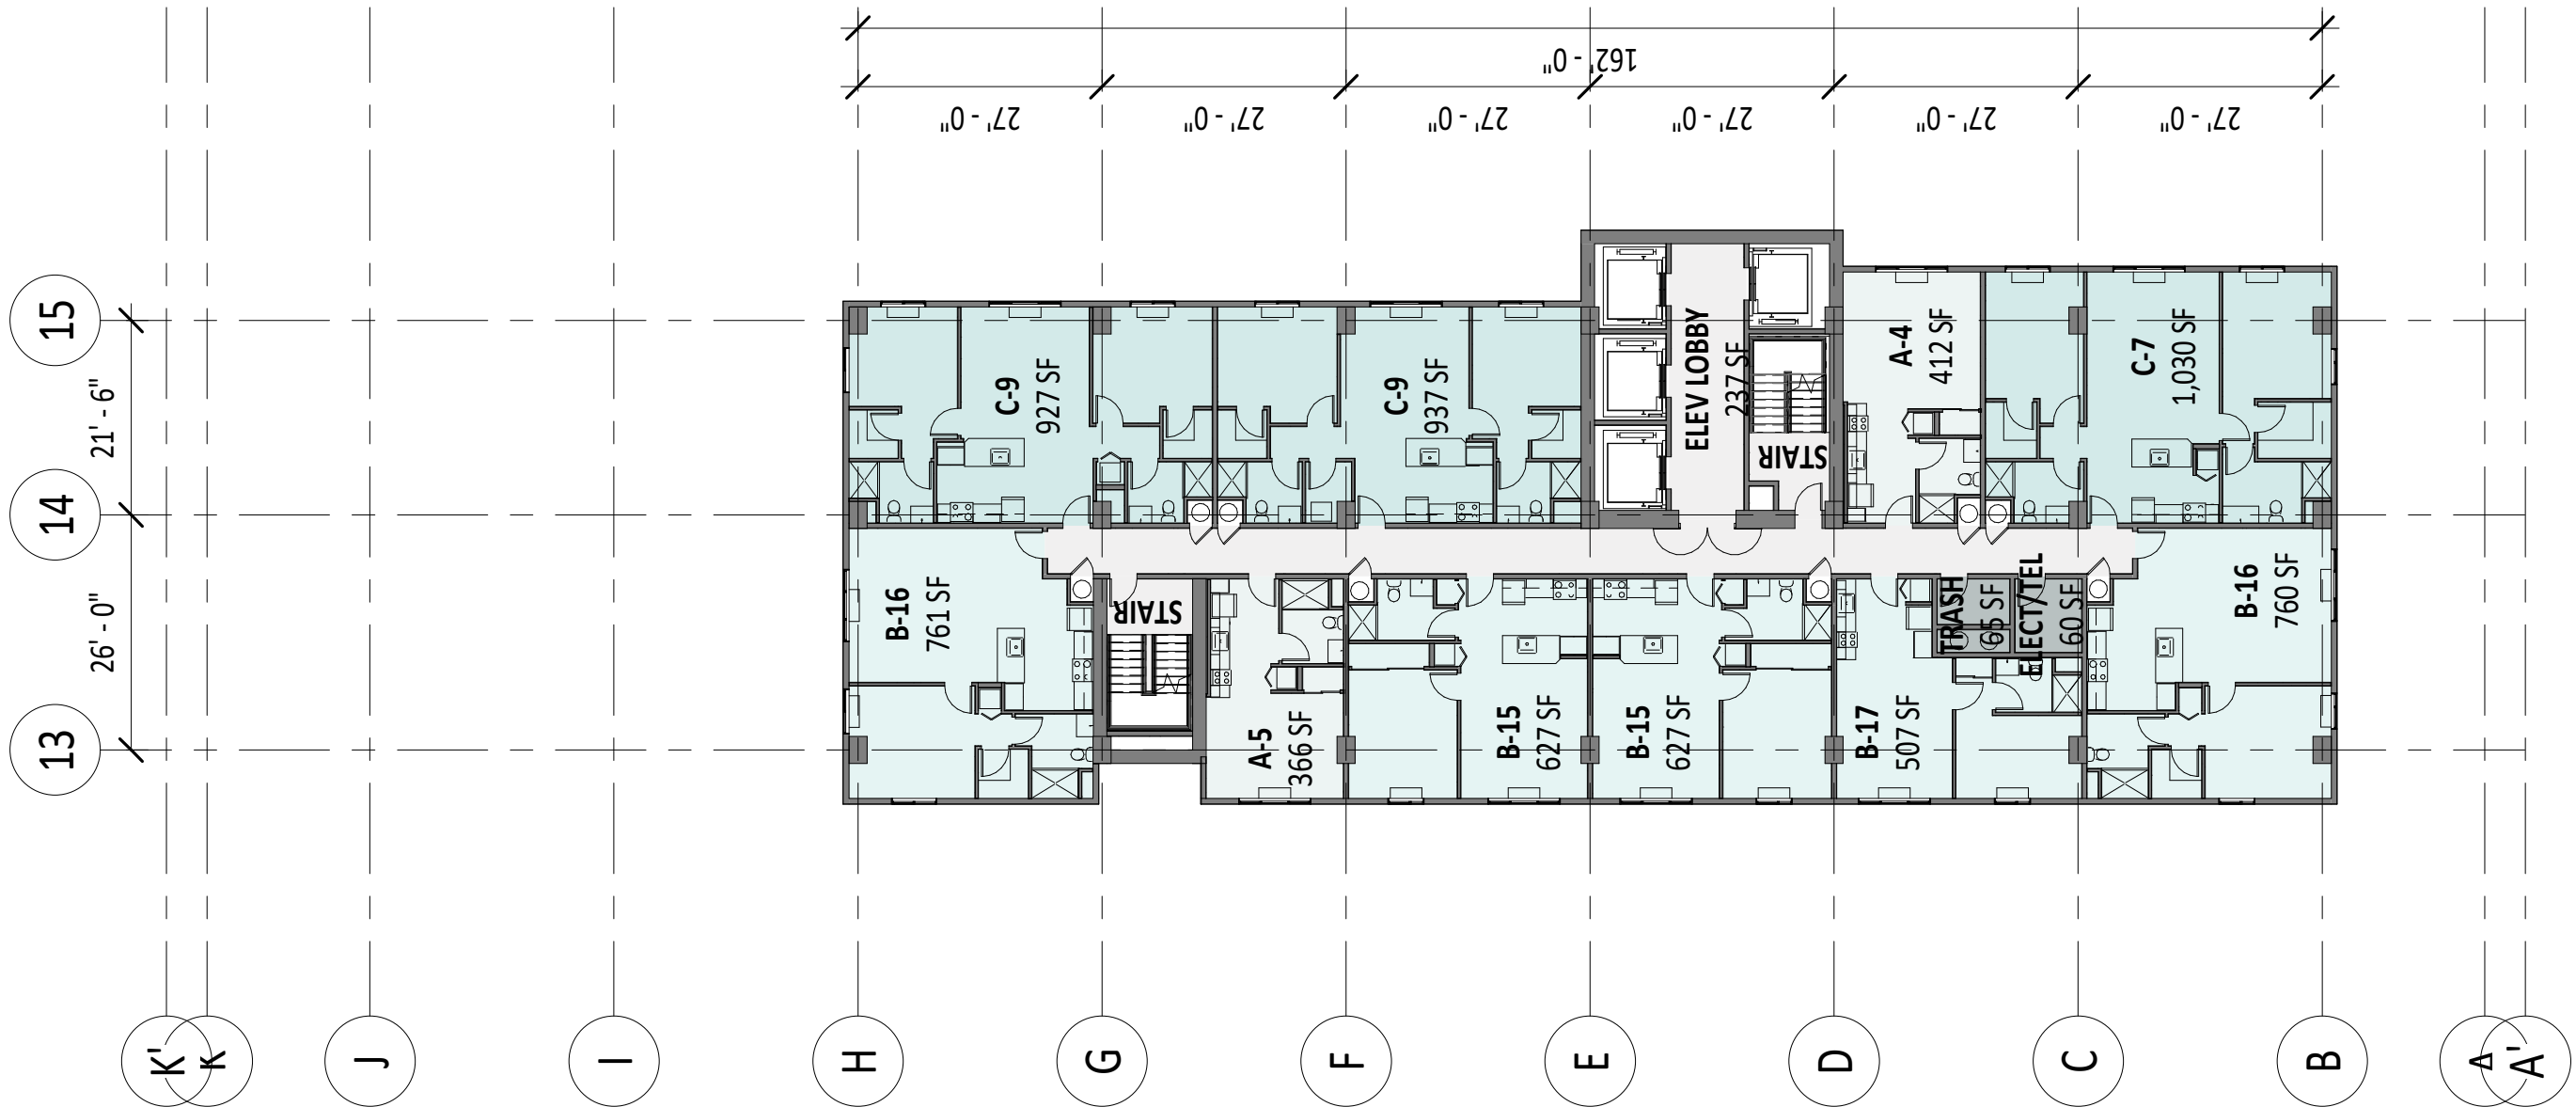 162' - 0"
27' - 0"
27' - 0"
27' - 0"
27' - 0"
27' - 0"
27' - 0"
15
21' - 6"
14
26' - 0"
13
C-9
927 SF
C-9
937 SF
ELEV LOBBY
237 SF
STAIR
A-4
412 SF
C-7
1,030 SF
B-16
761 SF
STAIR
A-5
366 SF
B-15
627 SF
B-15
627 SF
B-17
507 SF
TRASH
65 SF
ELECT/TEL
60 SF
B-16
760 SF
K'
K
J
I
H
G
F
E
D
C
B
A
A'